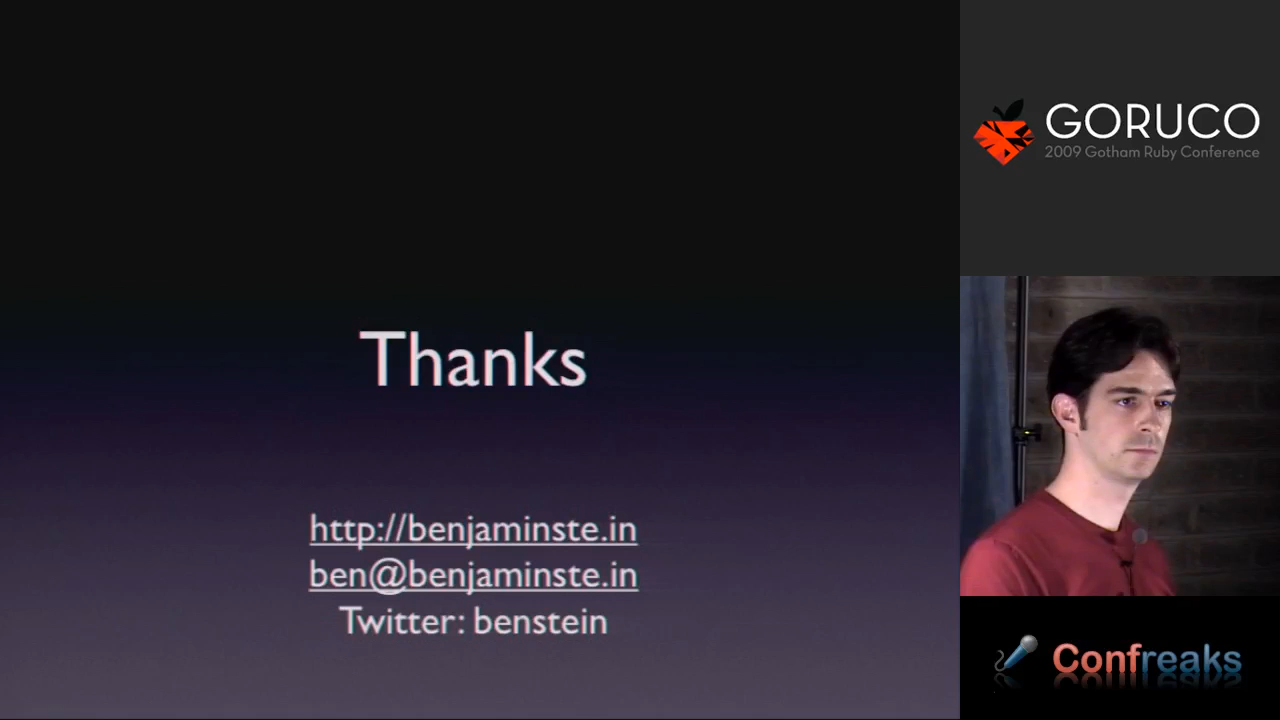 Thanks
http://benjaminste.in
ben@benjaminste.in
Twitter: benstein
GORUCO
2009 Gotham Ruby Conference
Confreaks